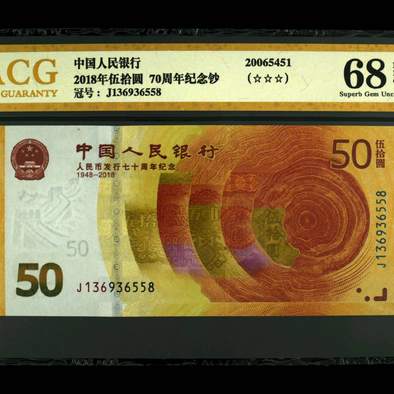 ACG
GUARANTY
中国人民银行
2018年伍拾圆 70周年纪念钞
冠号：J136936558
20065451
(☆☆☆)
68
Superb Gem Unc
中国人民银行
人民币发行七十周年纪念
1948-2018
50 伍拾圆
50
50
J136936558
J136936558